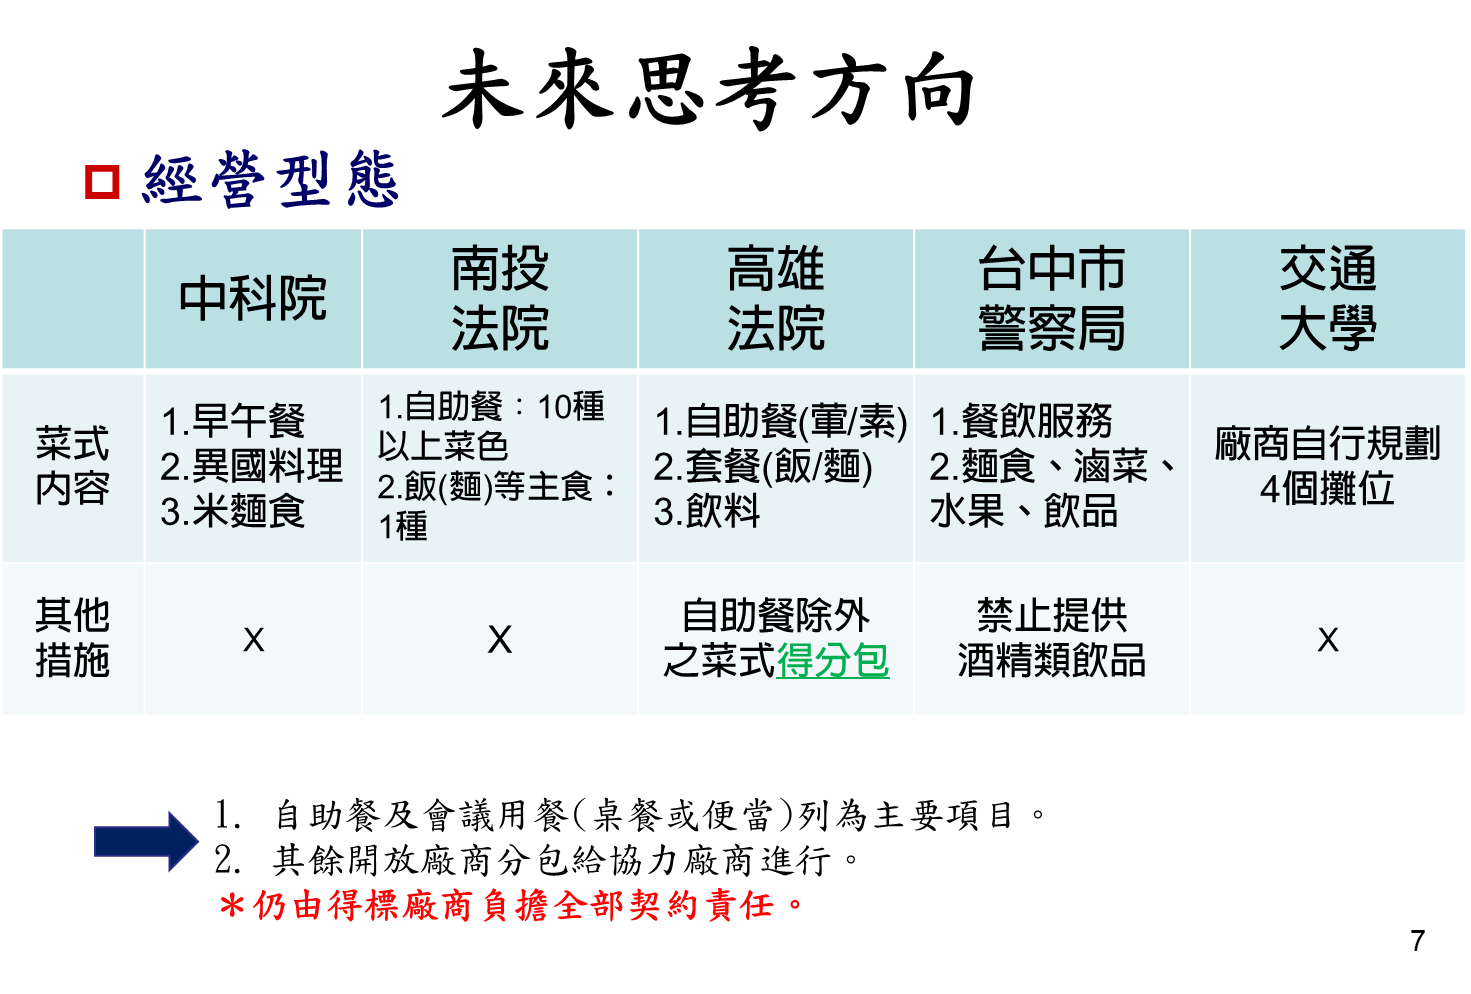 未來思考方向
經營型態
中科院
南投
法院
高雄
法院
台中市
警察局
交通
大學
菜式
內容
1.早午餐
2.異國料理
3.米麵食
1.自助餐：10種
以上菜色
2.飯(麵)等主食：
1種
1.自助餐(葷/素)
2.套餐(飯/麵)
3.飲料
1.餐飲服務
2.麵食、滷菜、
水果、飲品
廠商自行規劃
4個攤位
其他
措施
X
X
自助餐除外
之菜式得分包
禁止提供
酒精類飲品
X
1. 自助餐及會議用餐(桌餐或便當)列為主要項目。
2. 其餘開放廠商分包給協力廠商進行。
＊仍由得標廠商負擔全部契約責任。
7